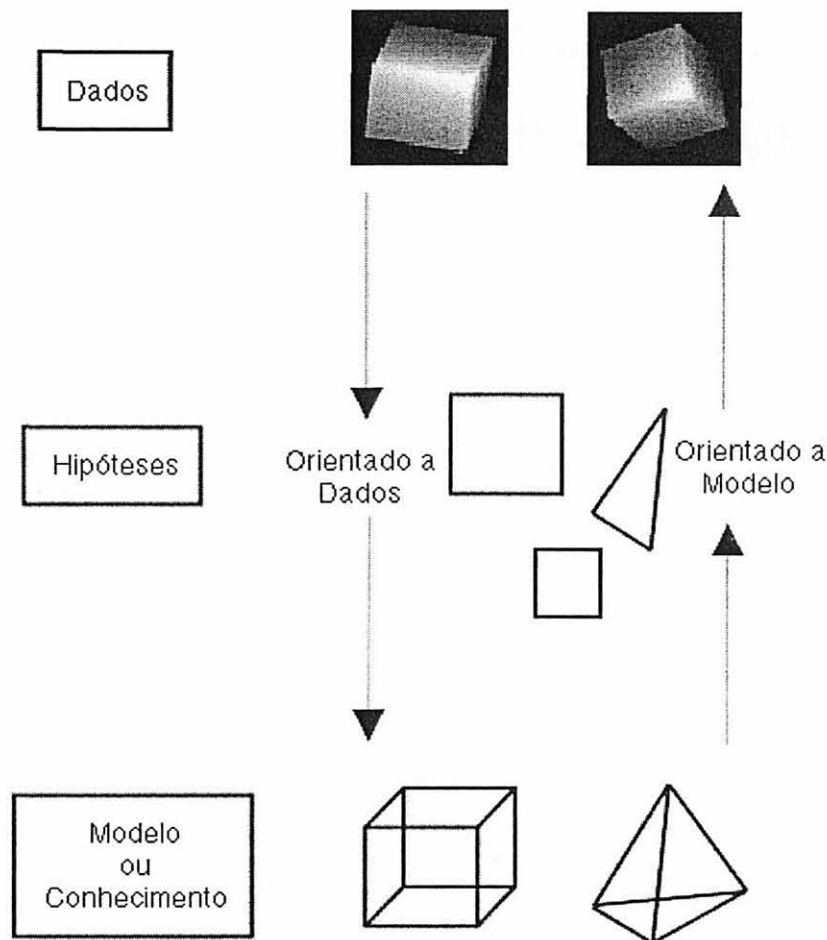 Dados
Hipóteses
Orientado a
Dados
Orientado a
Modelo
Modelo
ou
Conhecimento